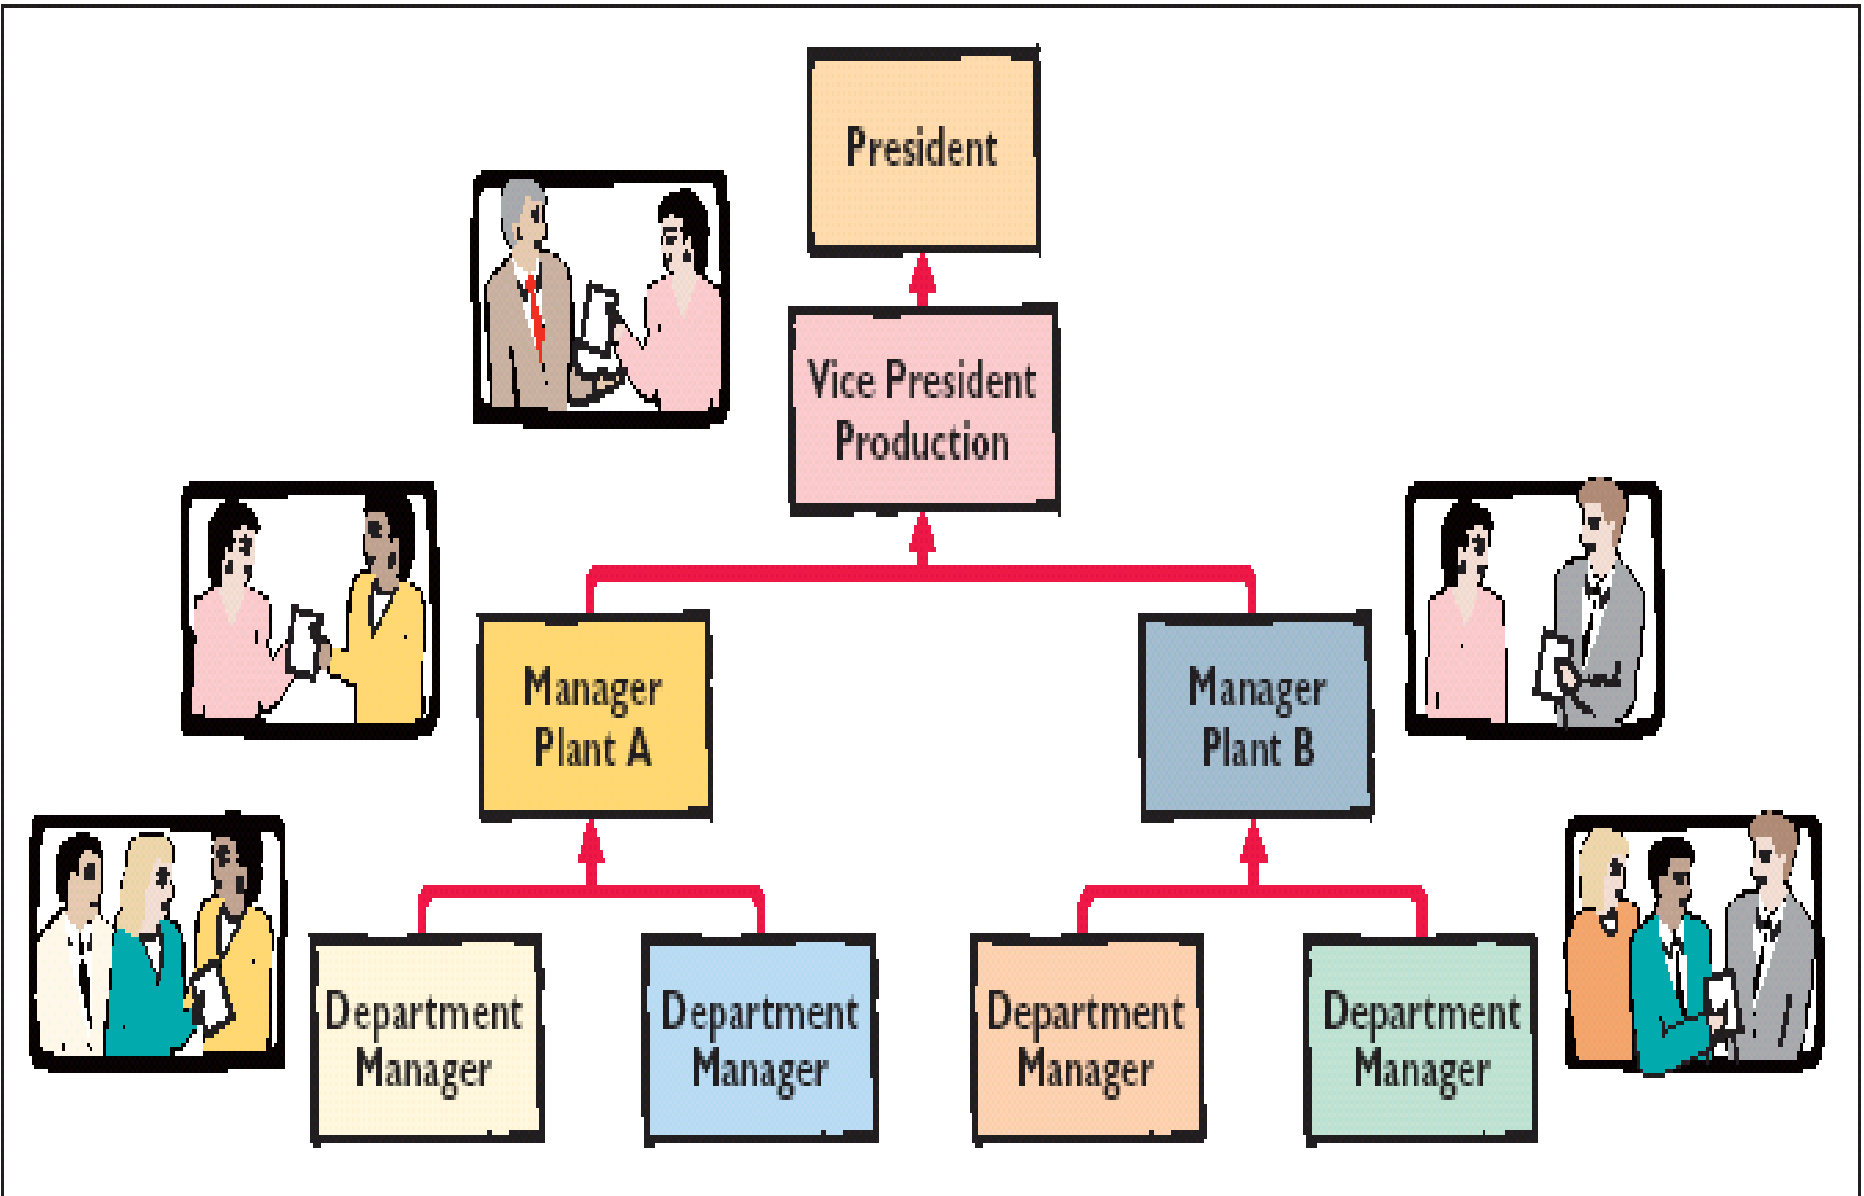 President
Vice President
Production
Manager
Plant A
Manager
Plant B
Department
Manager
Department
Manager
Department
Manager
Department
Manager